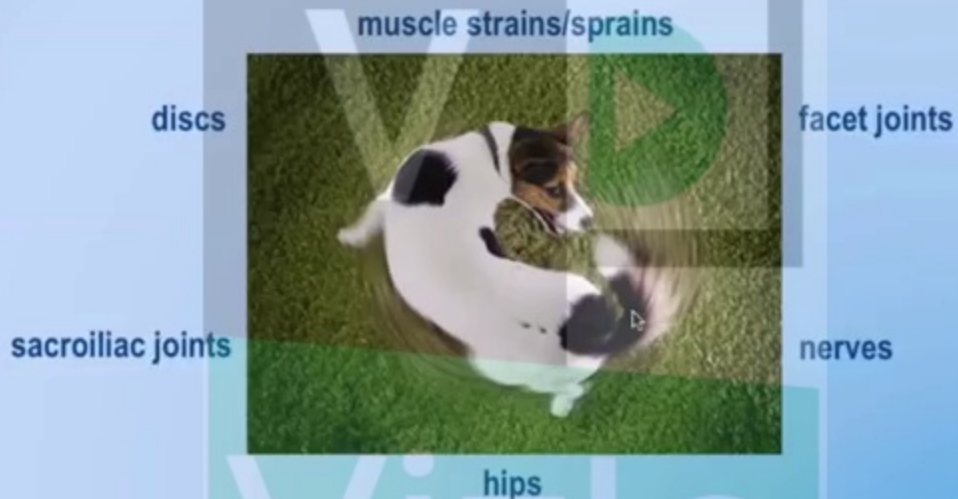 muscle strains/sprains
discs
facet joints
sacroiliac joints
nerves
hips